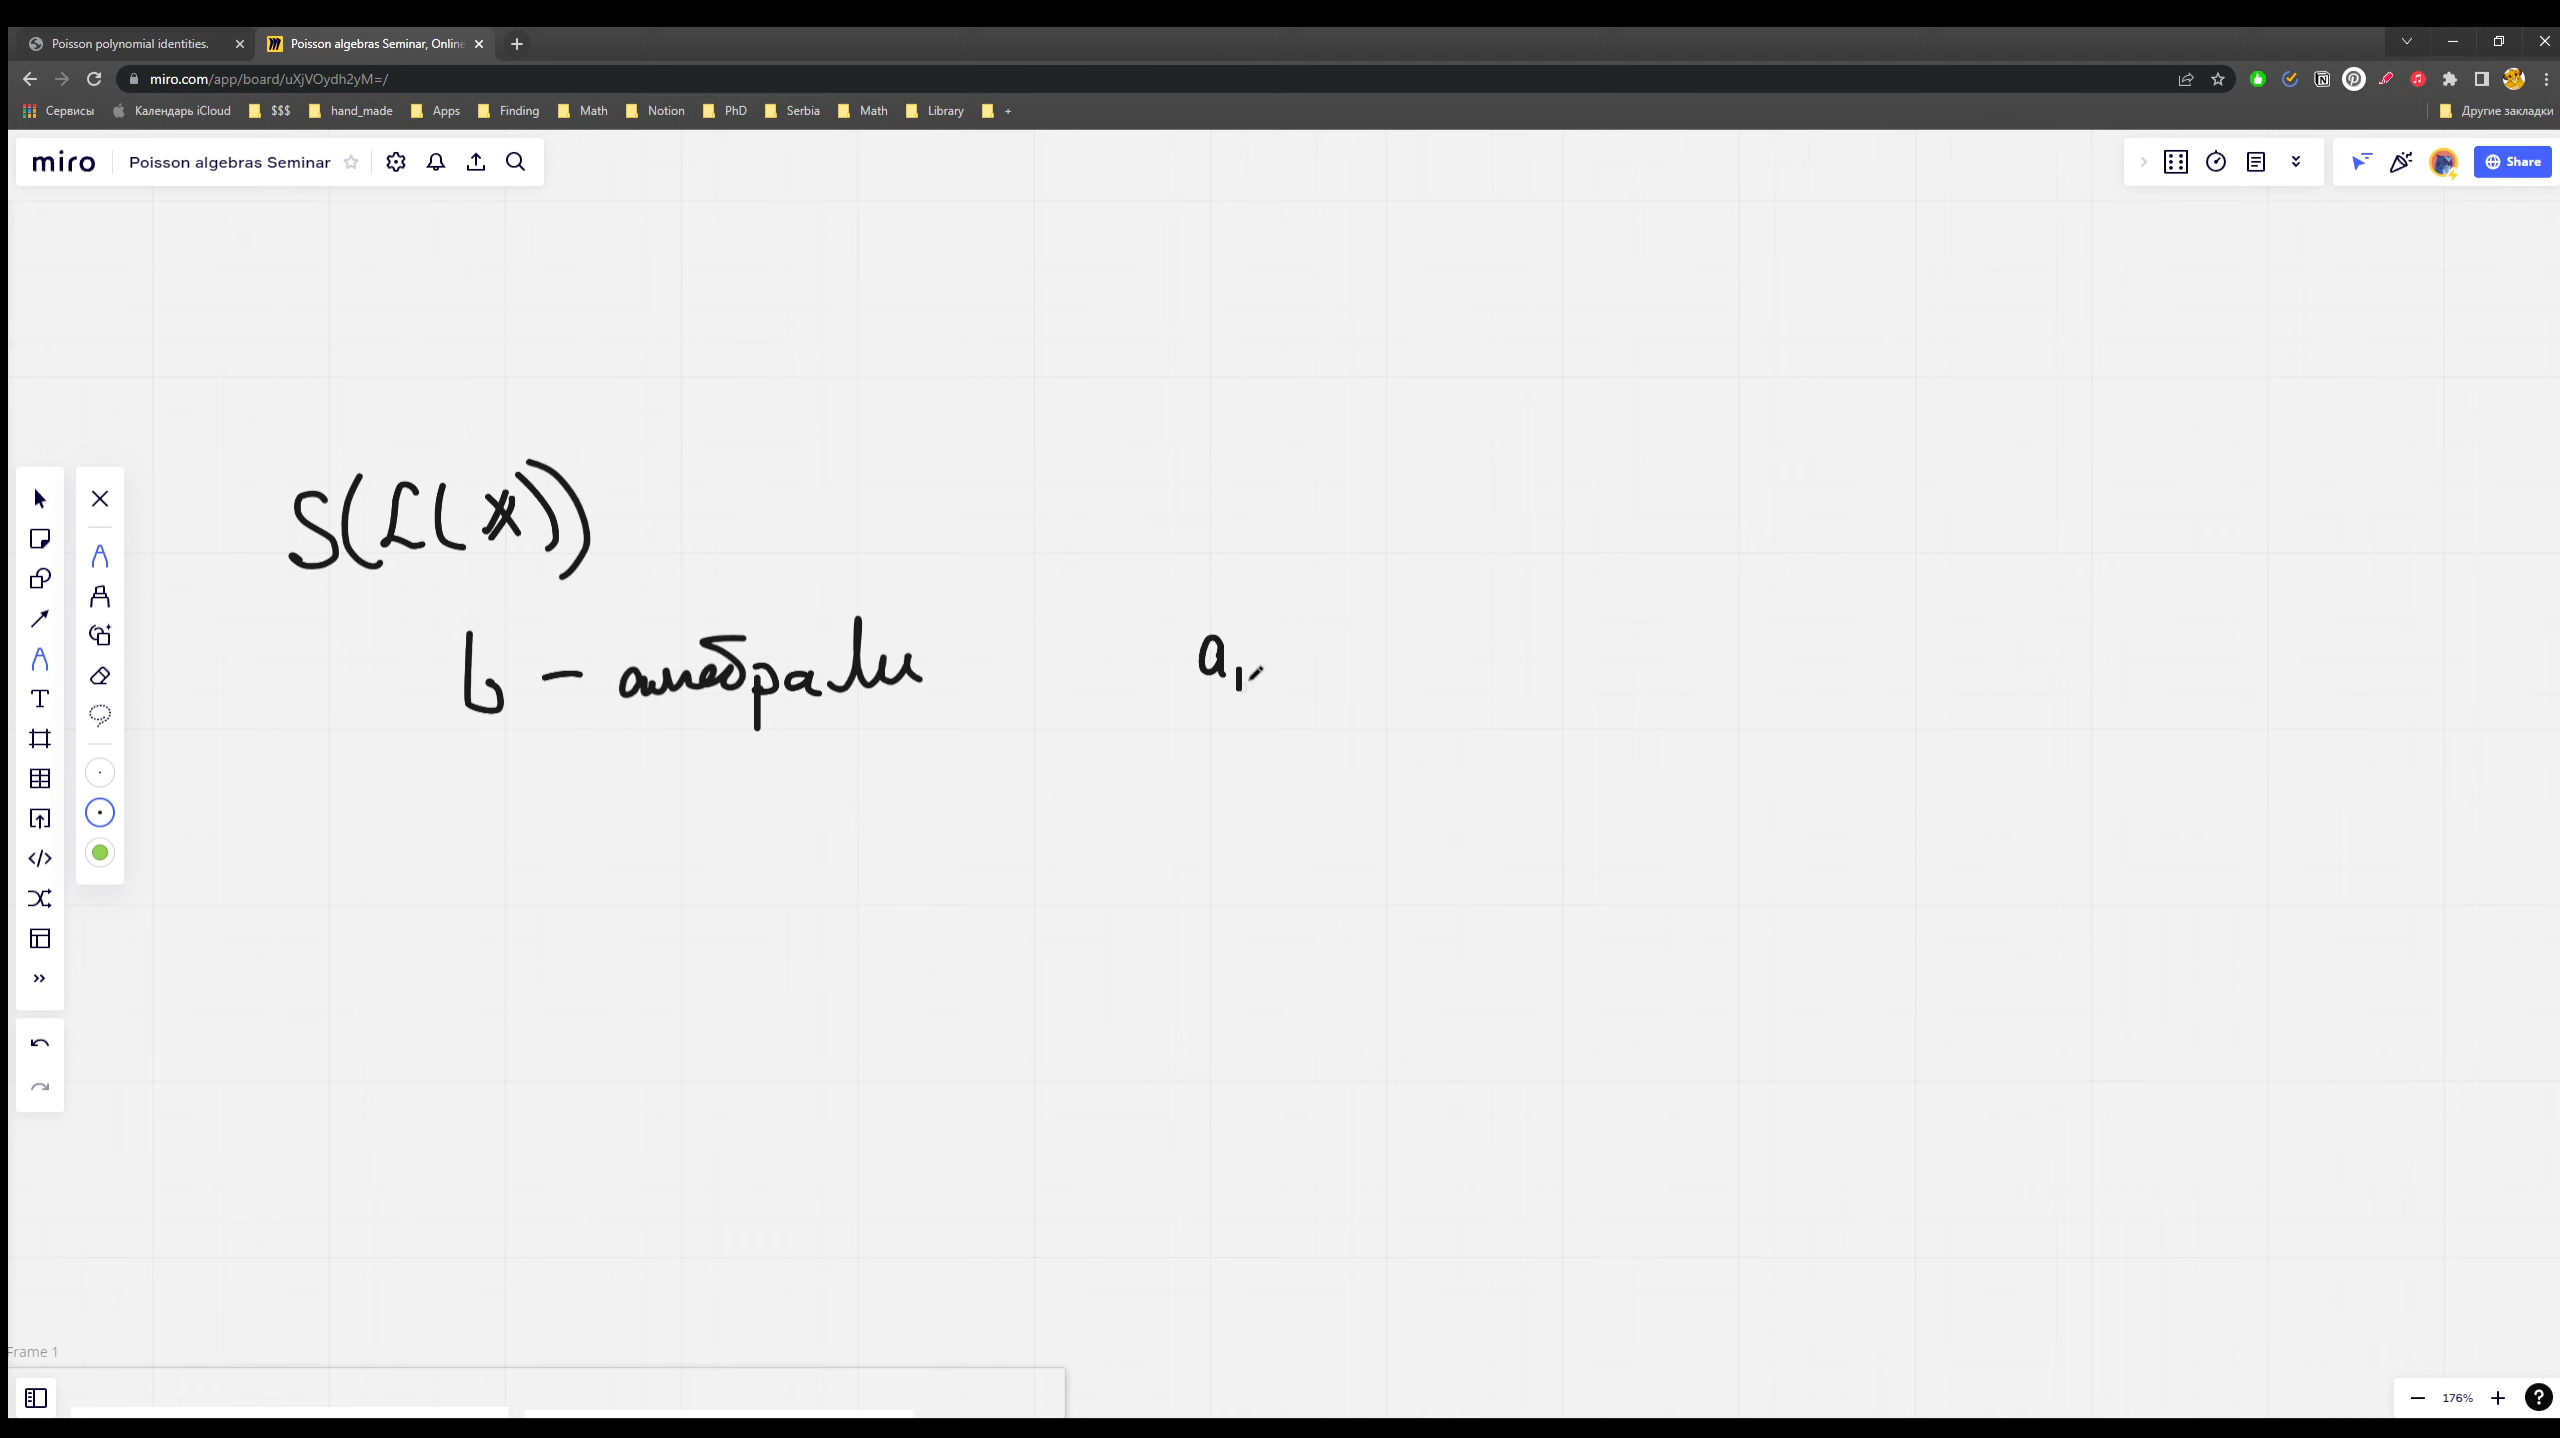 Poisson polynomial identities.
Poisson algebras Seminar, Online
miro.com/app/board/uXjVOydh2yM=/
Сервисы Календарь iCloud $$$ hand_made Apps Finding Math Notion PhD Serbia Math Library + Другие закладки
miro Poisson algebras Seminar Share
S(L(X))
L - алгебра Ли a₁,
Frame 1
176%